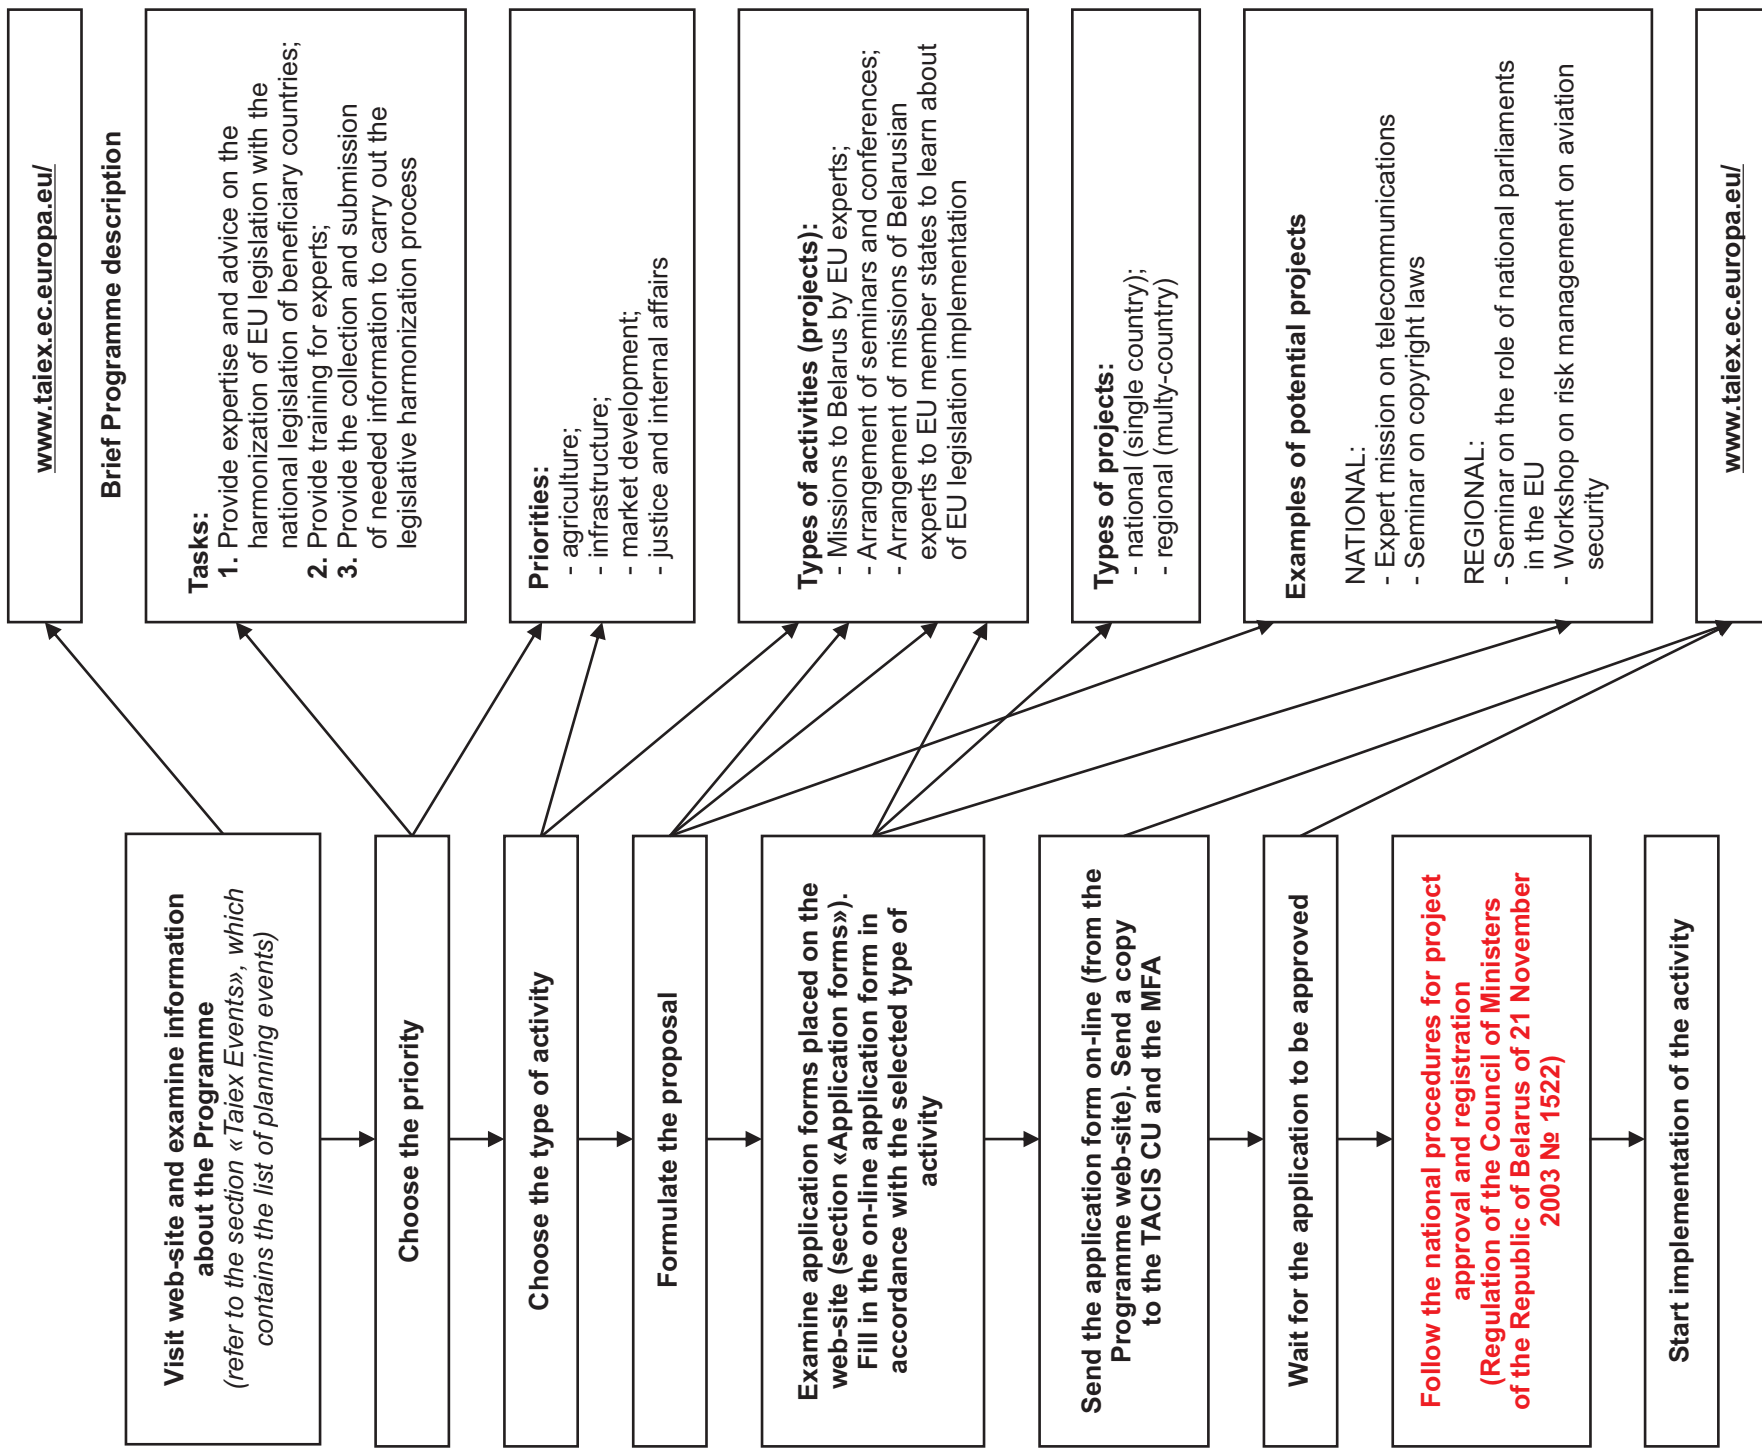 Visit web-site and examine information
about the Programme
(refer to the section «Taiex Events», which
contains the list of planning events)
Choose the priority
Choose the type of activity
Formulate the proposal
Examine application forms placed on the
web-site (section «Application forms»).
Fill in the on-line application form in
accordance with the selected type of
activity
Send the application form on-line (from the
Programme web-site). Send a copy
to the TACIS CU and the MFA
Wait for the application to be approved
Follow the national procedures for project
approval and registration
(Regulation of the Council of Ministers
of the Republic of Belarus of 21 November
2003 № 1522)
Start implementation of the activity
www.taiex.ec.europa.eu/
Brief Programme description
Tasks:
1. Provide expertise and advice on the
harmonization of EU legislation with the
national legislation of beneficiary countries;
2. Provide training for experts;
3. Provide the collection and submission
of needed information to carry out the
legislative harmonization process
Priorities:
- agriculture;
- infrastructure;
- market development;
- justice and internal affairs
Types of activities (projects):
- Missions to Belarus by EU experts;
- Arrangement of seminars and conferences;
- Arrangement of missions of Belarusian
experts to EU member states to learn about
of EU legislation implementation
Types of projects:
- national (single country);
- regional (multy-country)
Examples of potential projects
NATIONAL:
- Expert mission on telecommunications
- Seminar on copyright laws
REGIONAL:
- Seminar on the role of national parliaments
in the EU
- Workshop on risk management on aviation
security
www.taiex.ec.europa.eu/